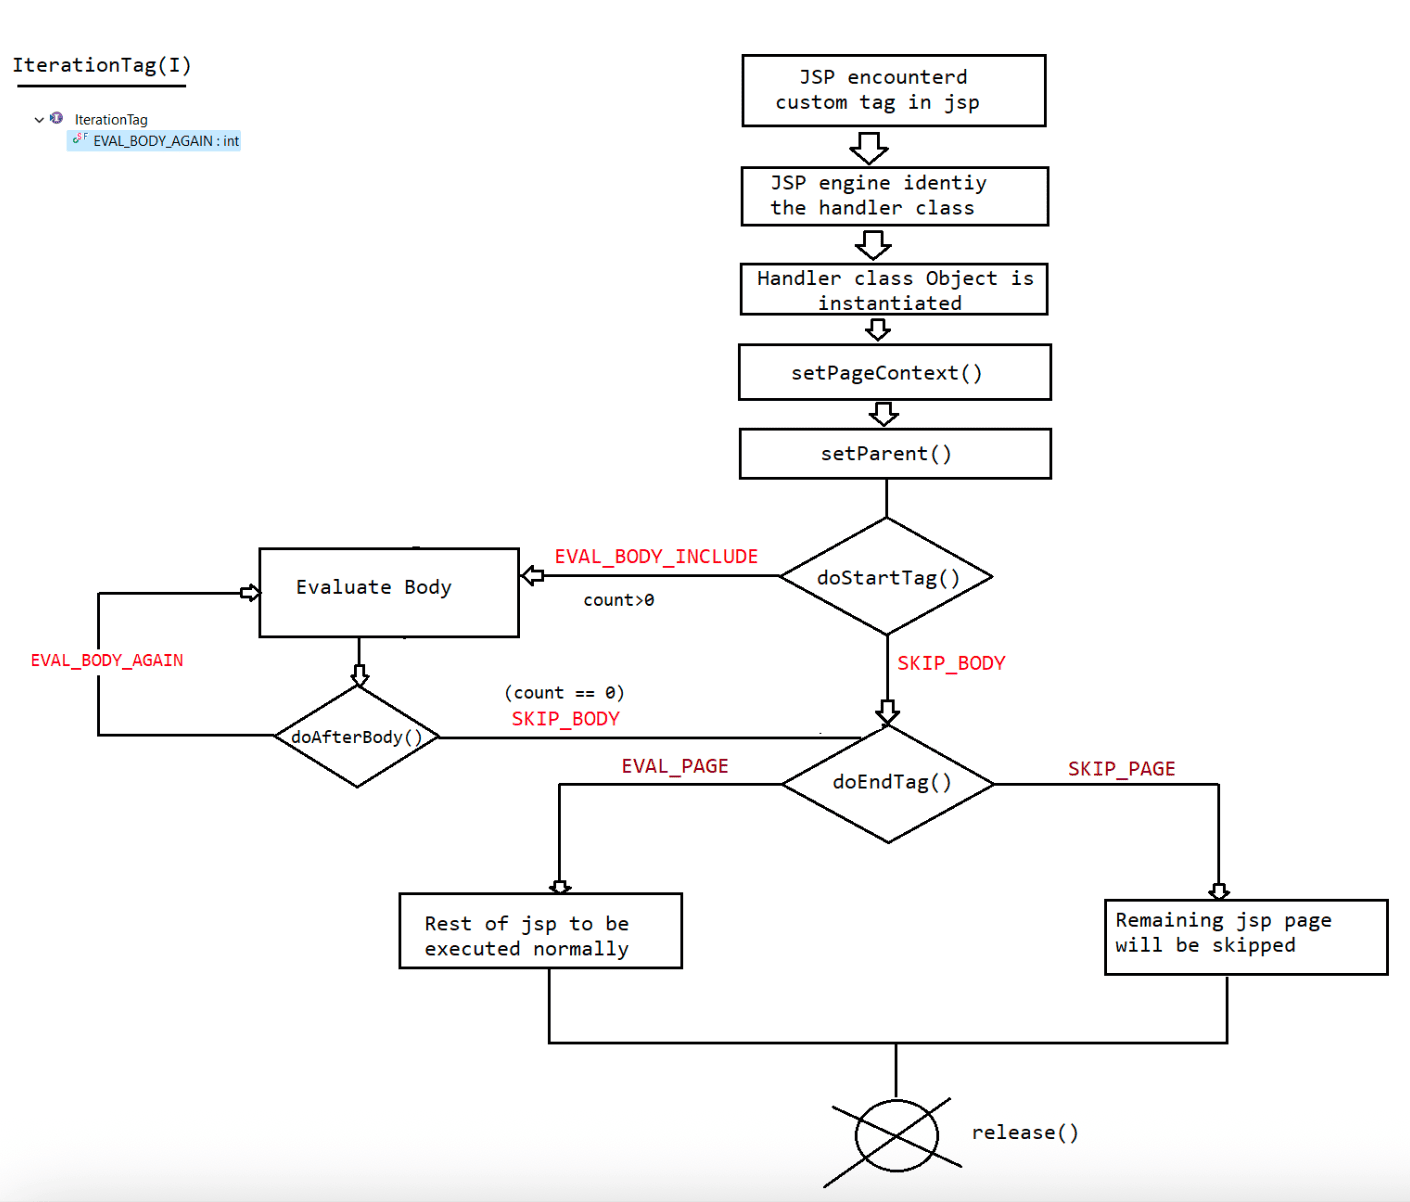 IterationTag(I)
IterationTag
S F
EVAL_BODY_AGAIN : int
JSP encounterd
custom tag in jsp
JSP engine identiy
the handler class
Handler class Object is
instantiated
setPageContext()
setParent()
doStartTag()
EVAL_BODY_INCLUDE
count>0
Evaluate Body
EVAL_BODY_AGAIN
SKIP_BODY
doAfterBody()
(count == 0)
SKIP_BODY
doEndTag()
EVAL_PAGE
SKIP_PAGE
Rest of jsp to be
executed normally
Remaining jsp page
will be skipped
release()